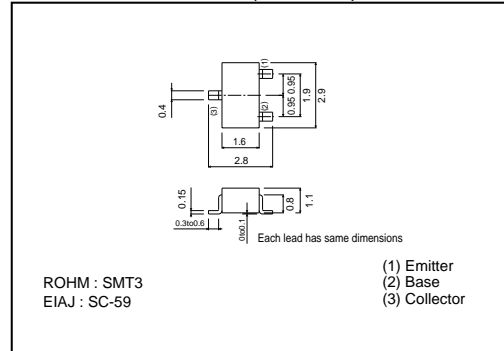 (1)
0.95 0.95
1.9
2.9
0.4
(3)
(2)
1.6
2.8
0.15
0.3to0.6
0to0.1
0.8
1.1
Each lead has same dimensions
ROHM : SMT3
EIAJ : SC-59
(1) Emitter
(2) Base
(3) Collector